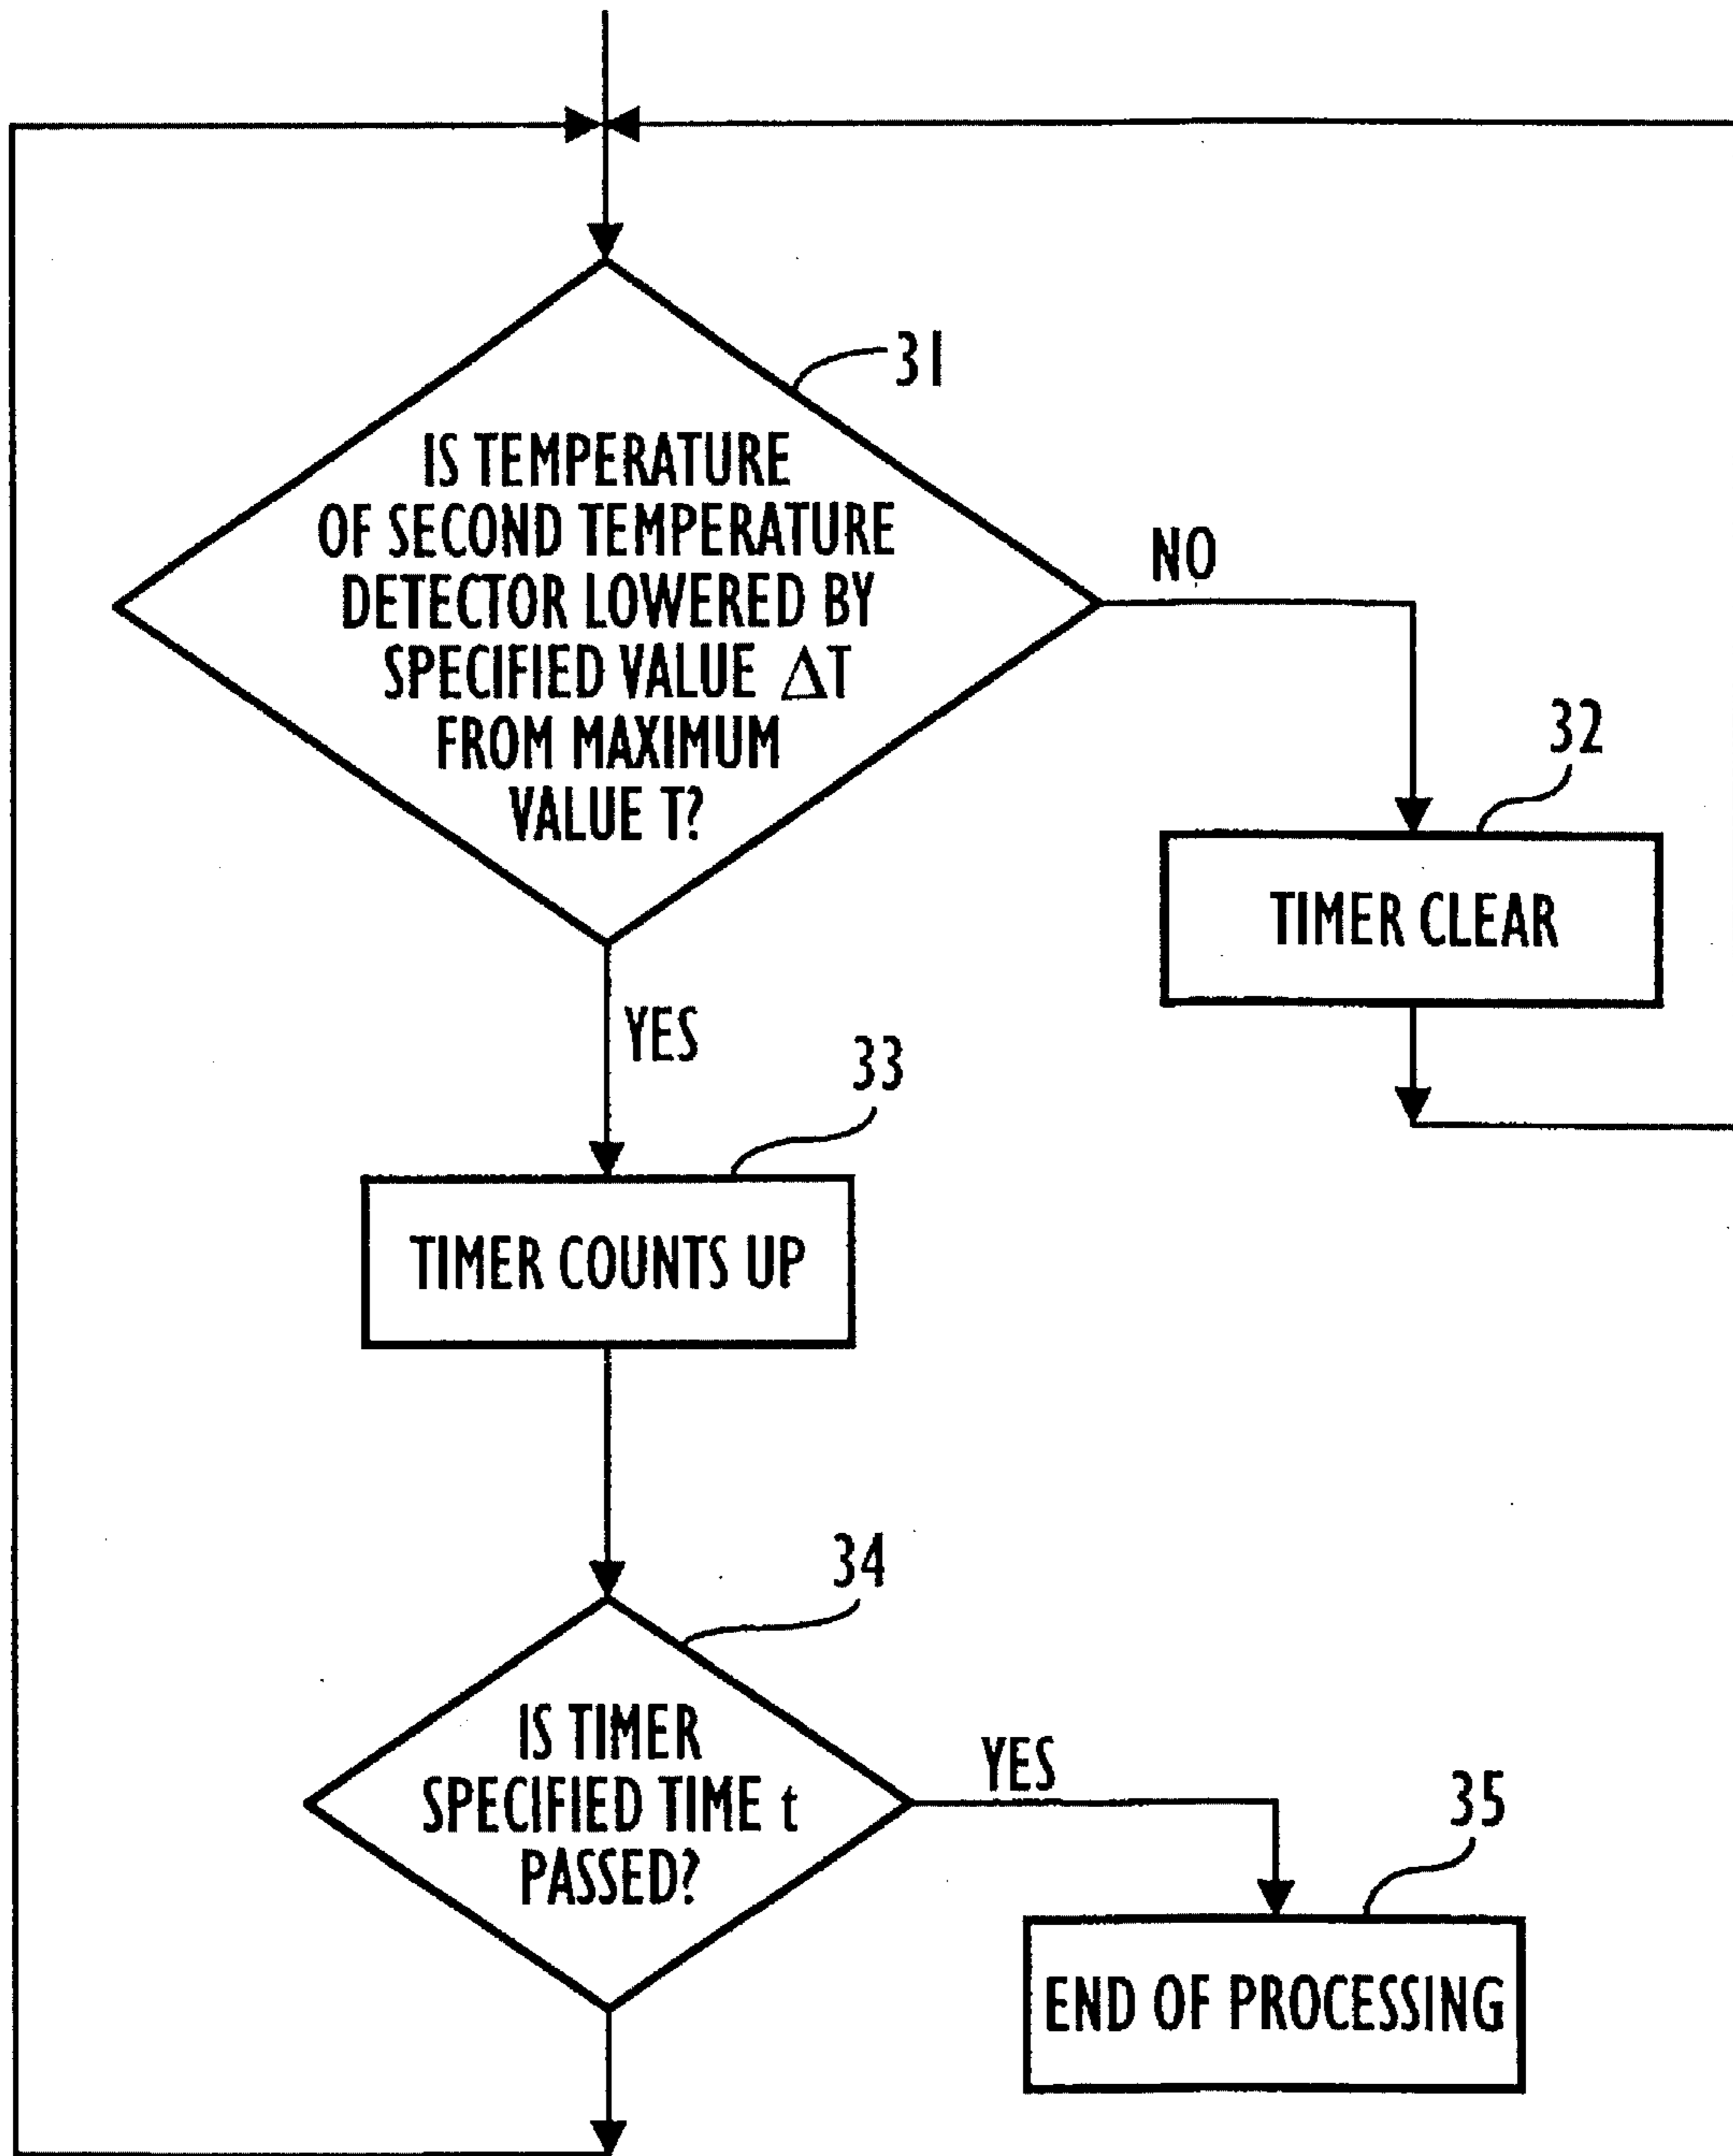 31
IS TEMPERATURE
OF SECOND TEMPERATURE
DETECTOR LOWERED BY
SPECIFIED VALUE ΔT
FROM MAXIMUM
VALUE T?
NO
32
TIMER CLEAR
YES
33
TIMER COUNTS UP
34
IS TIMER
SPECIFIED TIME t
PASSED?
YES
35
END OF PROCESSING